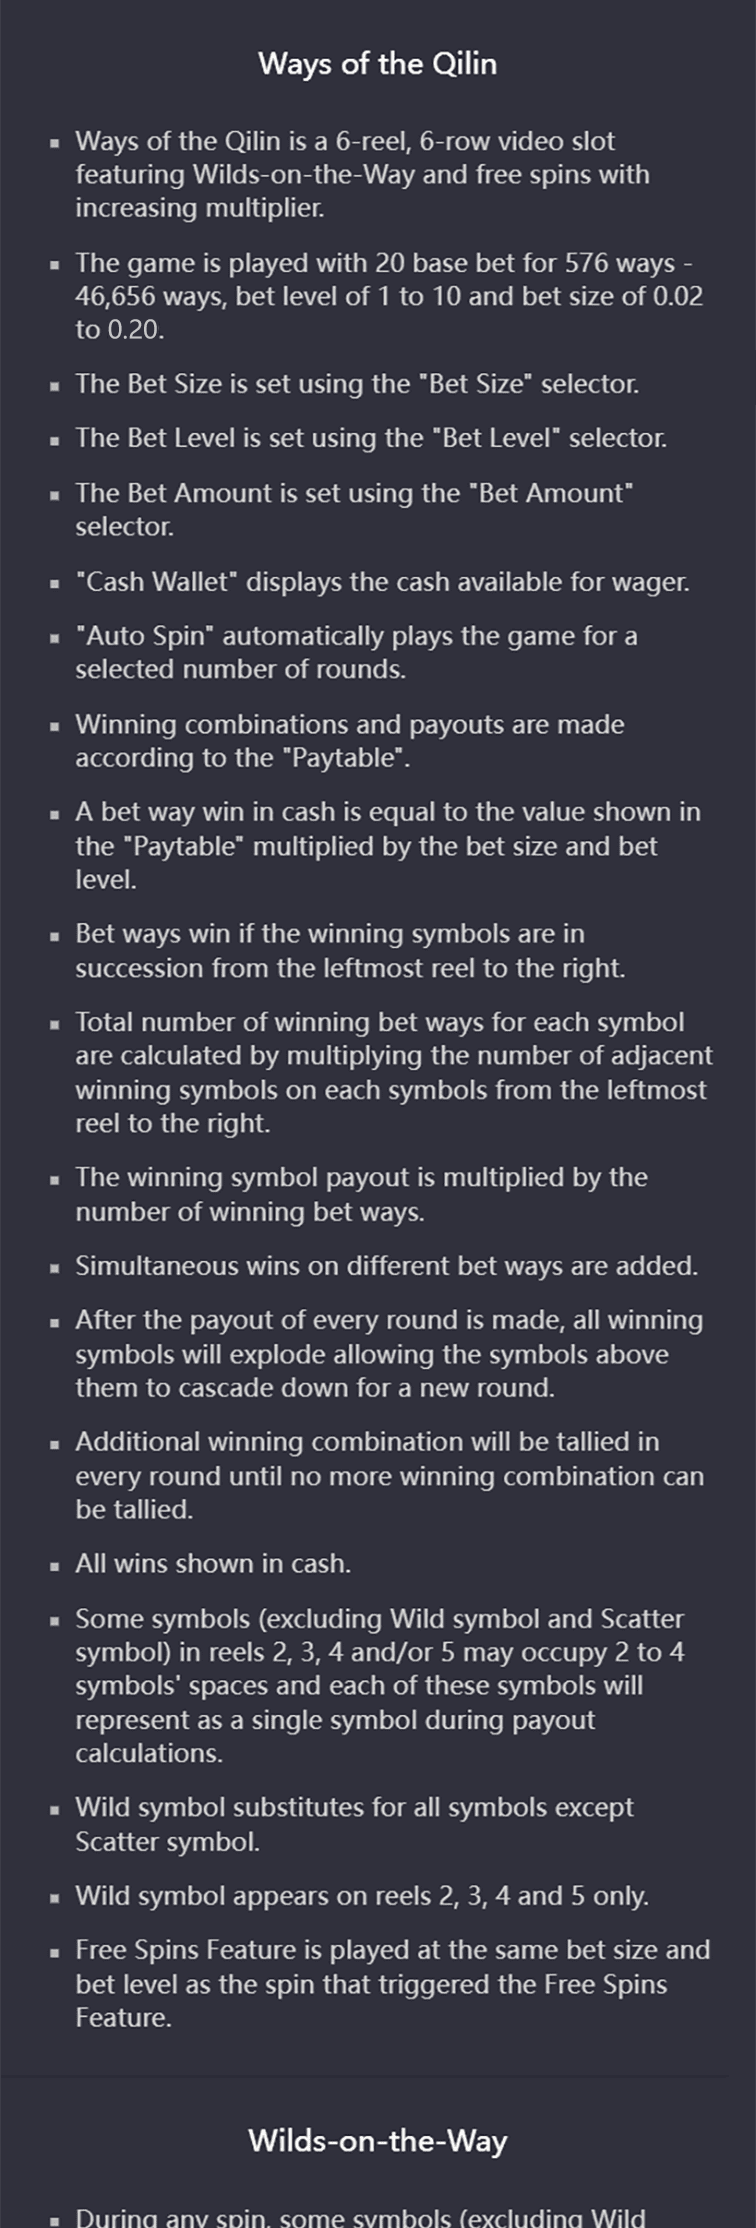 Ways of the Qilin
▪ Ways of the Qilin is a 6-reel, 6-row video slot
featuring Wilds-on-the-Way and free spins with
increasing multiplier.
▪ The game is played with 20 base bet for 576 ways -
46,656 ways, bet level of 1 to 10 and bet size of 0.02
to 0.20.
▪ The Bet Size is set using the "Bet Size" selector.
▪ The Bet Level is set using the "Bet Level" selector.
▪ The Bet Amount is set using the "Bet Amount"
selector.
▪ "Cash Wallet" displays the cash available for wager.
▪ "Auto Spin" automatically plays the game for a
selected number of rounds.
▪ Winning combinations and payouts are made
according to the "Paytable".
▪ A bet way win in cash is equal to the value shown in
the "Paytable" multiplied by the bet size and bet
level.
▪ Bet ways win if the winning symbols are in
succession from the leftmost reel to the right.
▪ Total number of winning bet ways for each symbol
are calculated by multiplying the number of adjacent
winning symbols on each symbols from the leftmost
reel to the right.
▪ The winning symbol payout is multiplied by the
number of winning bet ways.
▪ Simultaneous wins on different bet ways are added.
▪ After the payout of every round is made, all winning
symbols will explode allowing the symbols above
them to cascade down for a new round.
▪ Additional winning combination will be tallied in
every round until no more winning combination can
be tallied.
▪ All wins shown in cash.
▪ Some symbols (excluding Wild symbol and Scatter
symbol) in reels 2, 3, 4 and/or 5 may occupy 2 to 4
symbols' spaces and each of these symbols will
represent as a single symbol during payout
calculations.
▪ Wild symbol substitutes for all symbols except
Scatter symbol.
▪ Wild symbol appears on reels 2, 3, 4 and 5 only.
▪ Free Spins Feature is played at the same bet size and
bet level as the spin that triggered the Free Spins
Feature.
Wilds-on-the-Way
▪ During any spin, some symbols (excluding Wild